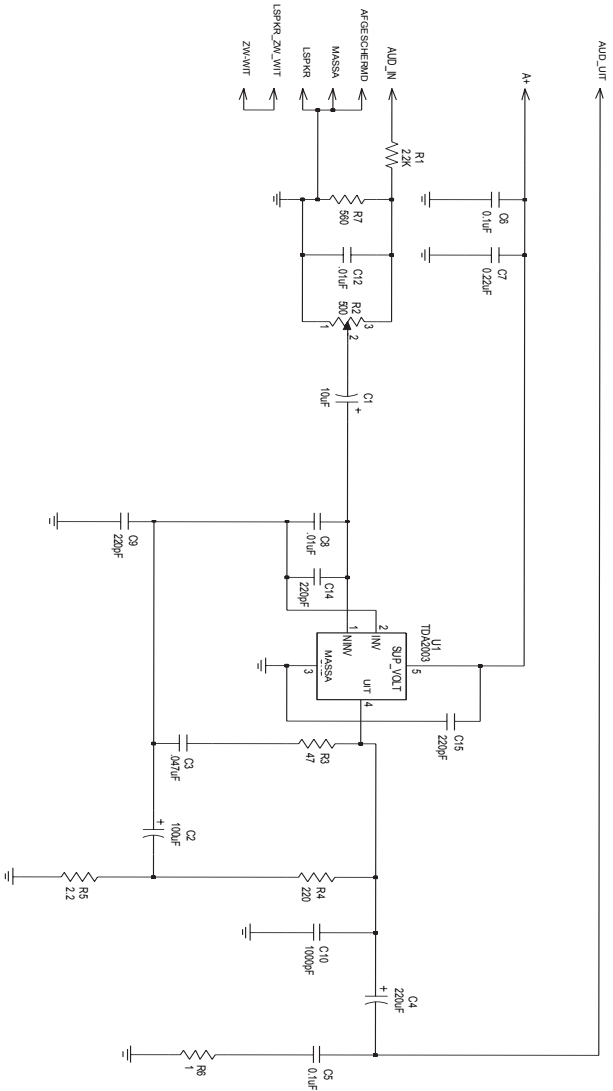 AUD_UIT
A+
C6
0.1uF
C7
0.22uF
AUD_IN
AFGESCHERMD
MASSA
LSPKR
LSPKR_ZW_WIT
ZW-WIT
R1
2.2K
R7
560
C12
.01uF
R2
500
1
2
3
C1
+
10uF
C8
.01uF
C14
220pF
C9
220pF
U1
TDA2003
SUP_VOLT
5
INV
2
NINV
1
MASSA
3
UIT
4
C15
220pF
R3
47
C3
.047uF
C2
+
100uF
R4
220
R5
2.2
C10
1000pF
C4
+
220uF
C5
0.1uF
R6
1